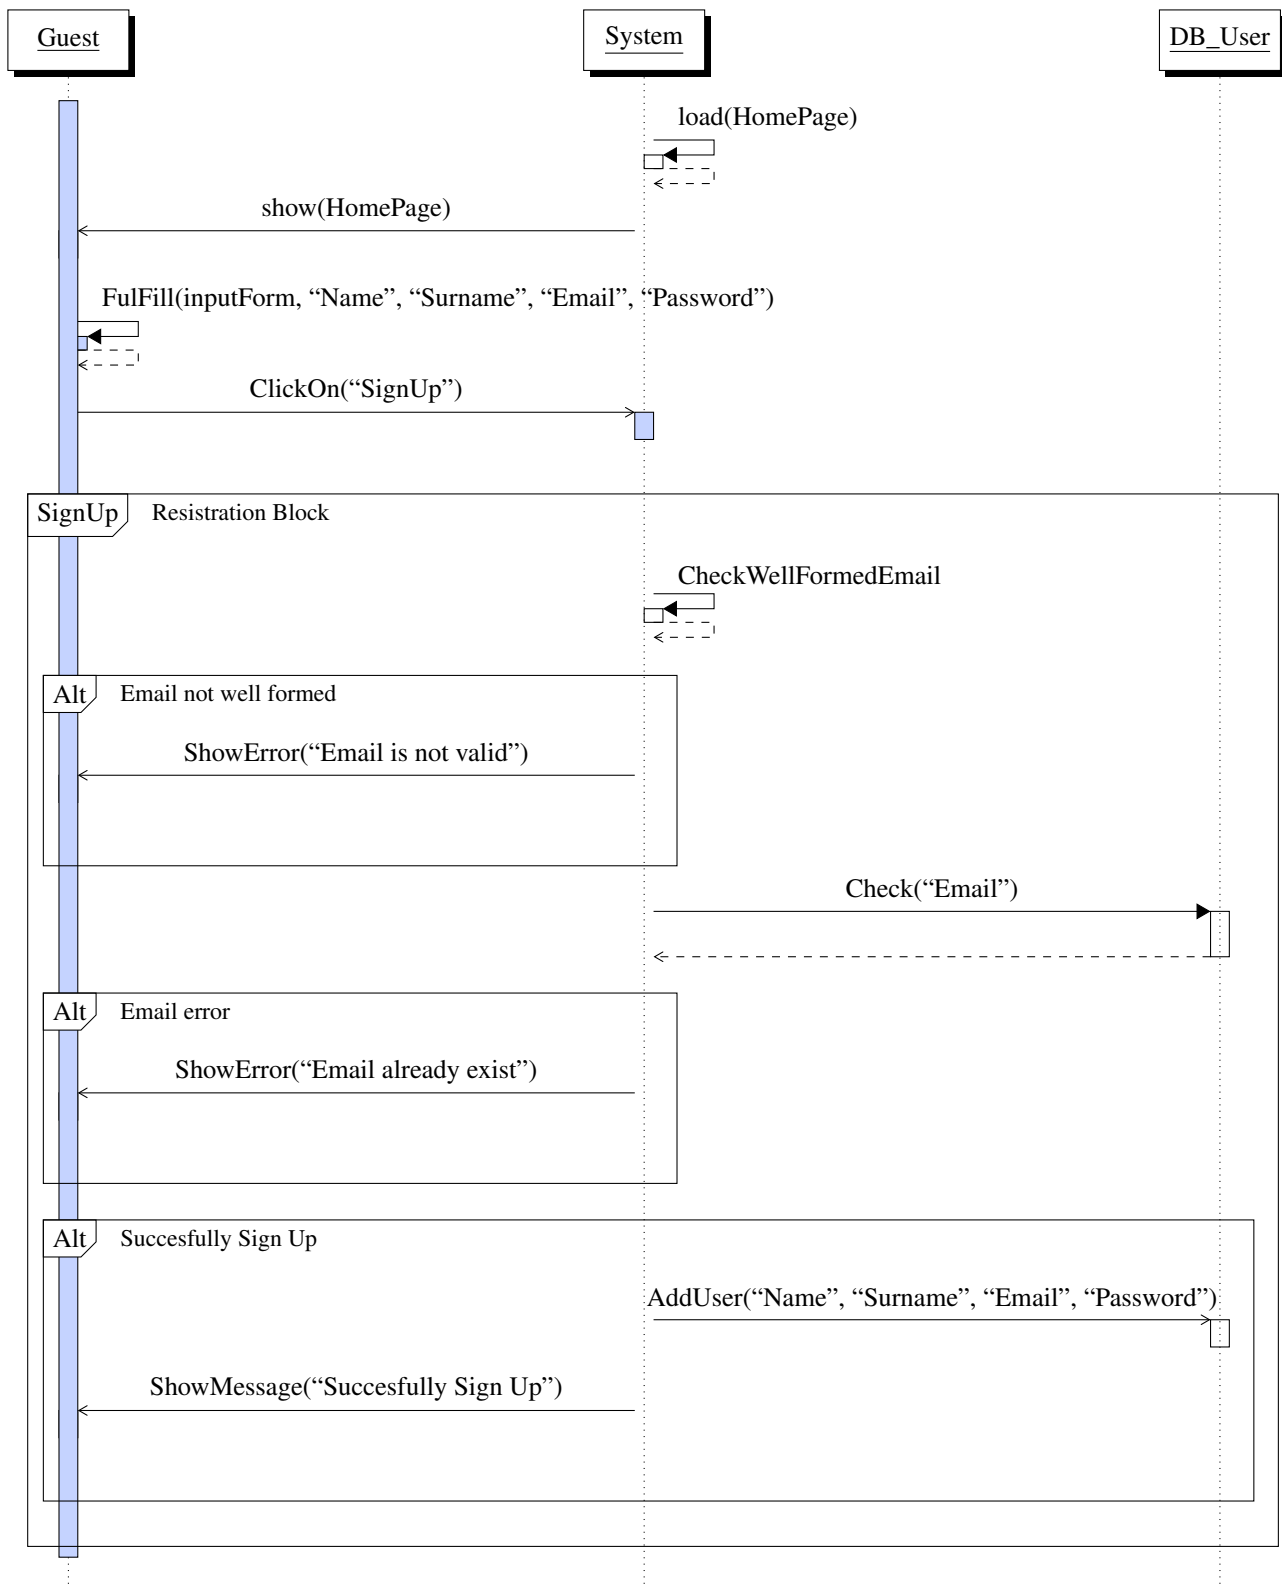 Guest
System
DB_User
load(HomePage)
show(HomePage)
FulFill(inputForm, “Name”, “Surname”, “Email”, “Password”)
ClickOn(“SignUp”)
SignUp
Resistration Block
CheckWellFormedEmail
Alt
Email not well formed
ShowError(“Email is not valid”)
Check(“Email”)
Alt
Email error
ShowError(“Email already exist”)
Alt
Succesfully Sign Up
AddUser(“Name”, “Surname”, “Email”, “Password”)
ShowMessage(“Succesfully Sign Up”)